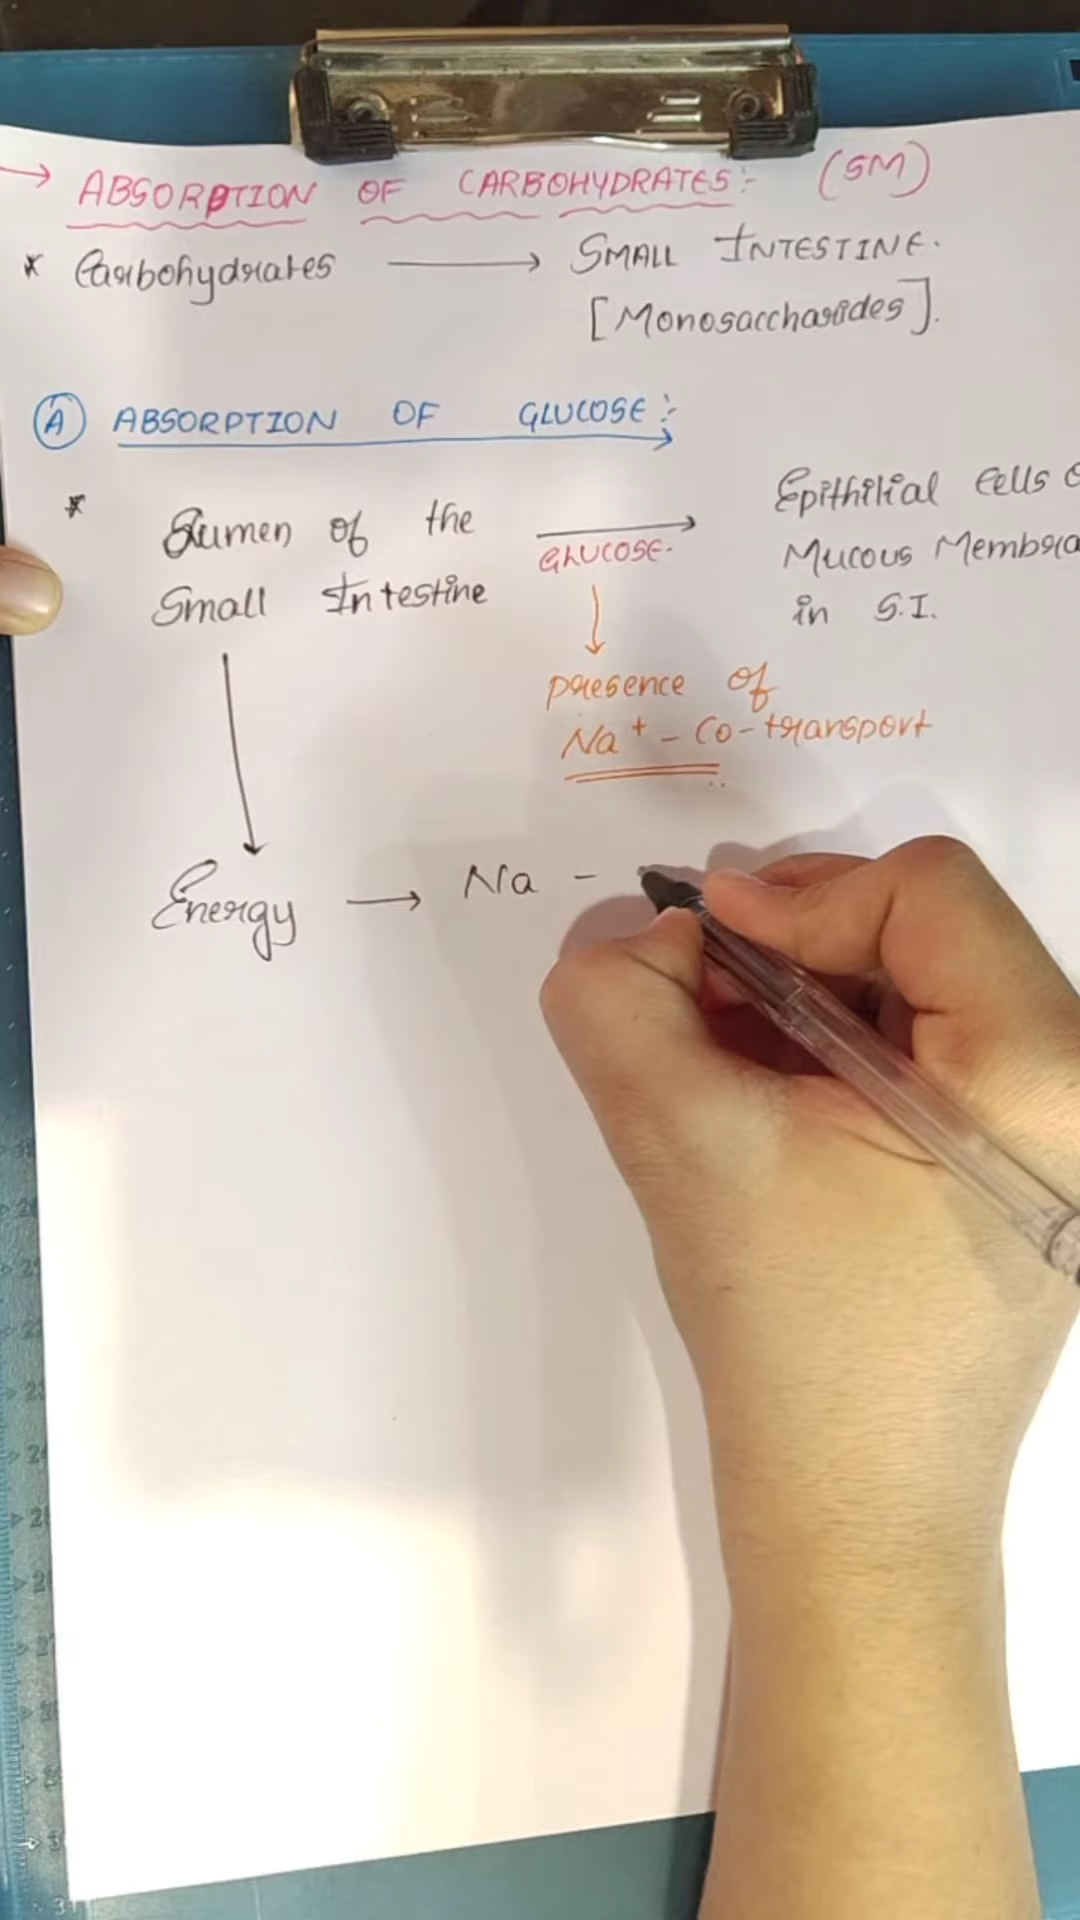 → ABSORPTION OF CARBOHYDRATES:- (5M)
* Carbohydrates → SMALL INTESTINE.
[Monosaccharides].
(A) ABSORPTION OF GLUCOSE:-
* Lumen of the Small Intestine
→
GLUCOSE.
Epithilial Cells
Mucous Membra
in S.I.
↓
presence of
Na+ - Co-transport
↓
Energy → Na -